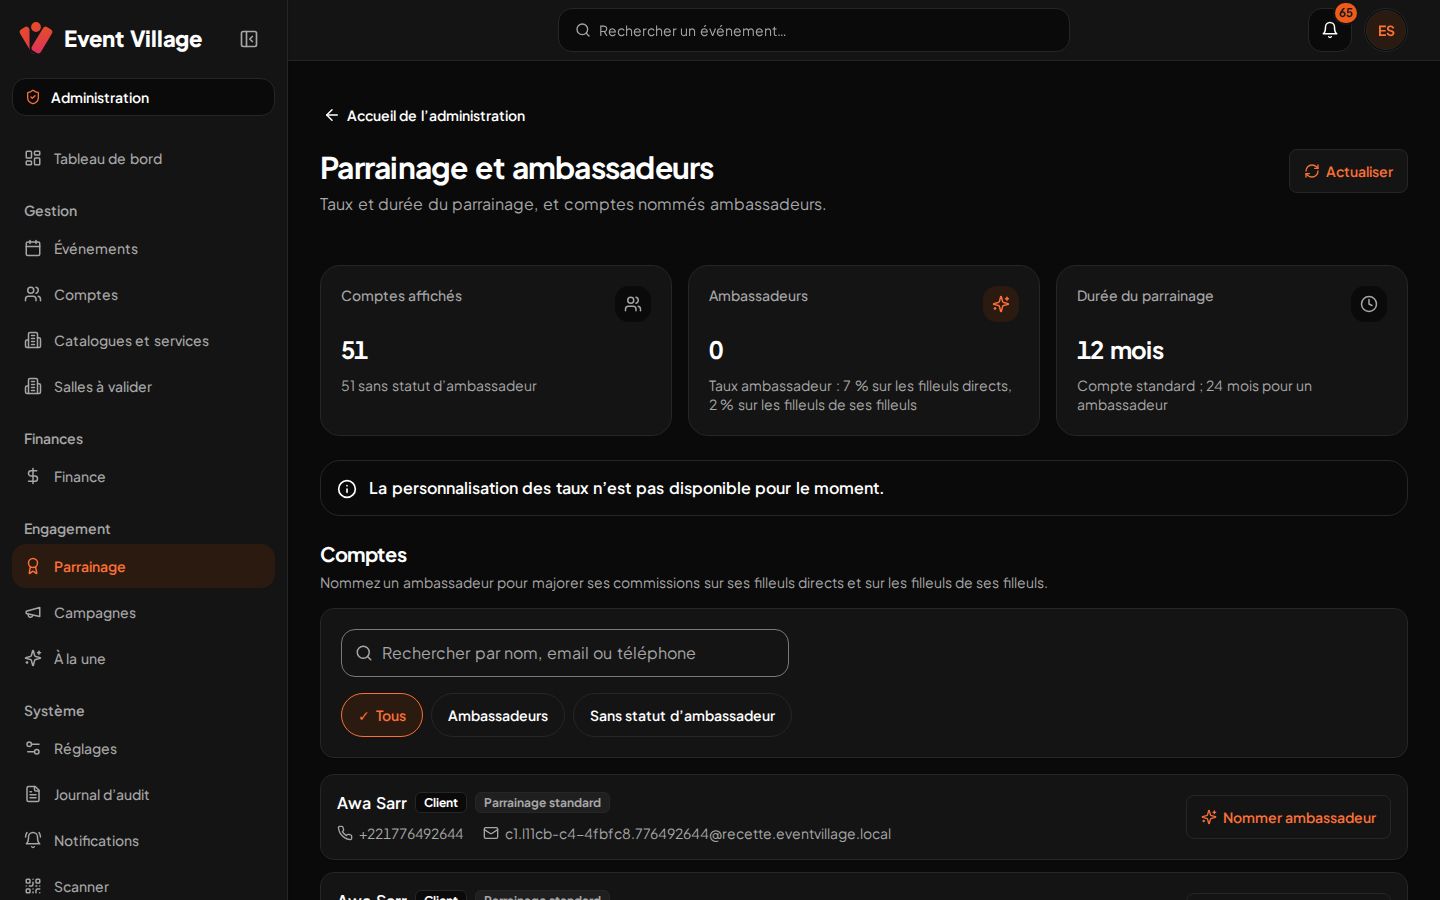 Event Village
Rechercher un événement...
65
ES
Administration
Tableau de bord
Gestion
Événements
Comptes
Catalogues et services
Salles à valider
Finances
Finance
Engagement
Parrainage
Campagnes
À la une
Système
Réglages
Journal d’audit
Notifications
Scanner
Accueil de l’administration
Parrainage et ambassadeurs
Taux et durée du parrainage, et comptes nommés ambassadeurs.
Actualiser
Comptes affichés
51
51 sans statut d’ambassadeur
Ambassadeurs
0
Taux ambassadeur : 7 % sur les filleuls directs,
2 % sur les filleuls de ses filleuls
Durée du parrainage
12 mois
Compte standard ; 24 mois pour un
ambassadeur
La personnalisation des taux n’est pas disponible pour le moment.
Comptes
Nommez un ambassadeur pour majorer ses commissions sur ses filleuls directs et sur les filleuls de ses filleuls.
Rechercher par nom, email ou téléphone
✓ Tous
Ambassadeurs
Sans statut d’ambassadeur
Awa Sarr Client Parrainage standard
+221776492644 c1.l11cb-c4-4fbfc8.776492644@recette.eventvillage.local
Nommer ambassadeur
Awa Sarr Client Parrainage standard